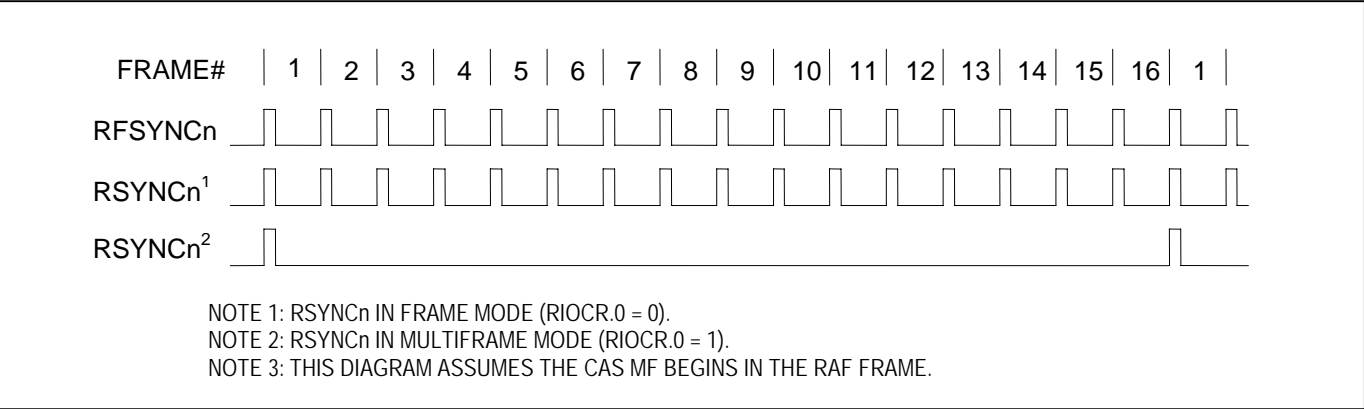 FRAME# 1 2 3 4 5 6 7 8 9 10 11 12 13 14 15 16 1
RFSYNCn
RSYNCn¹
RSYNCn²
NOTE 1: RSYNCn IN FRAME MODE (RIOCR.0 = 0).
NOTE 2: RSYNCn IN MULTIFRAME MODE (RIOCR.0 = 1).
NOTE 3: THIS DIAGRAM ASSUMES THE CAS MF BEGINS IN THE RAF FRAME.